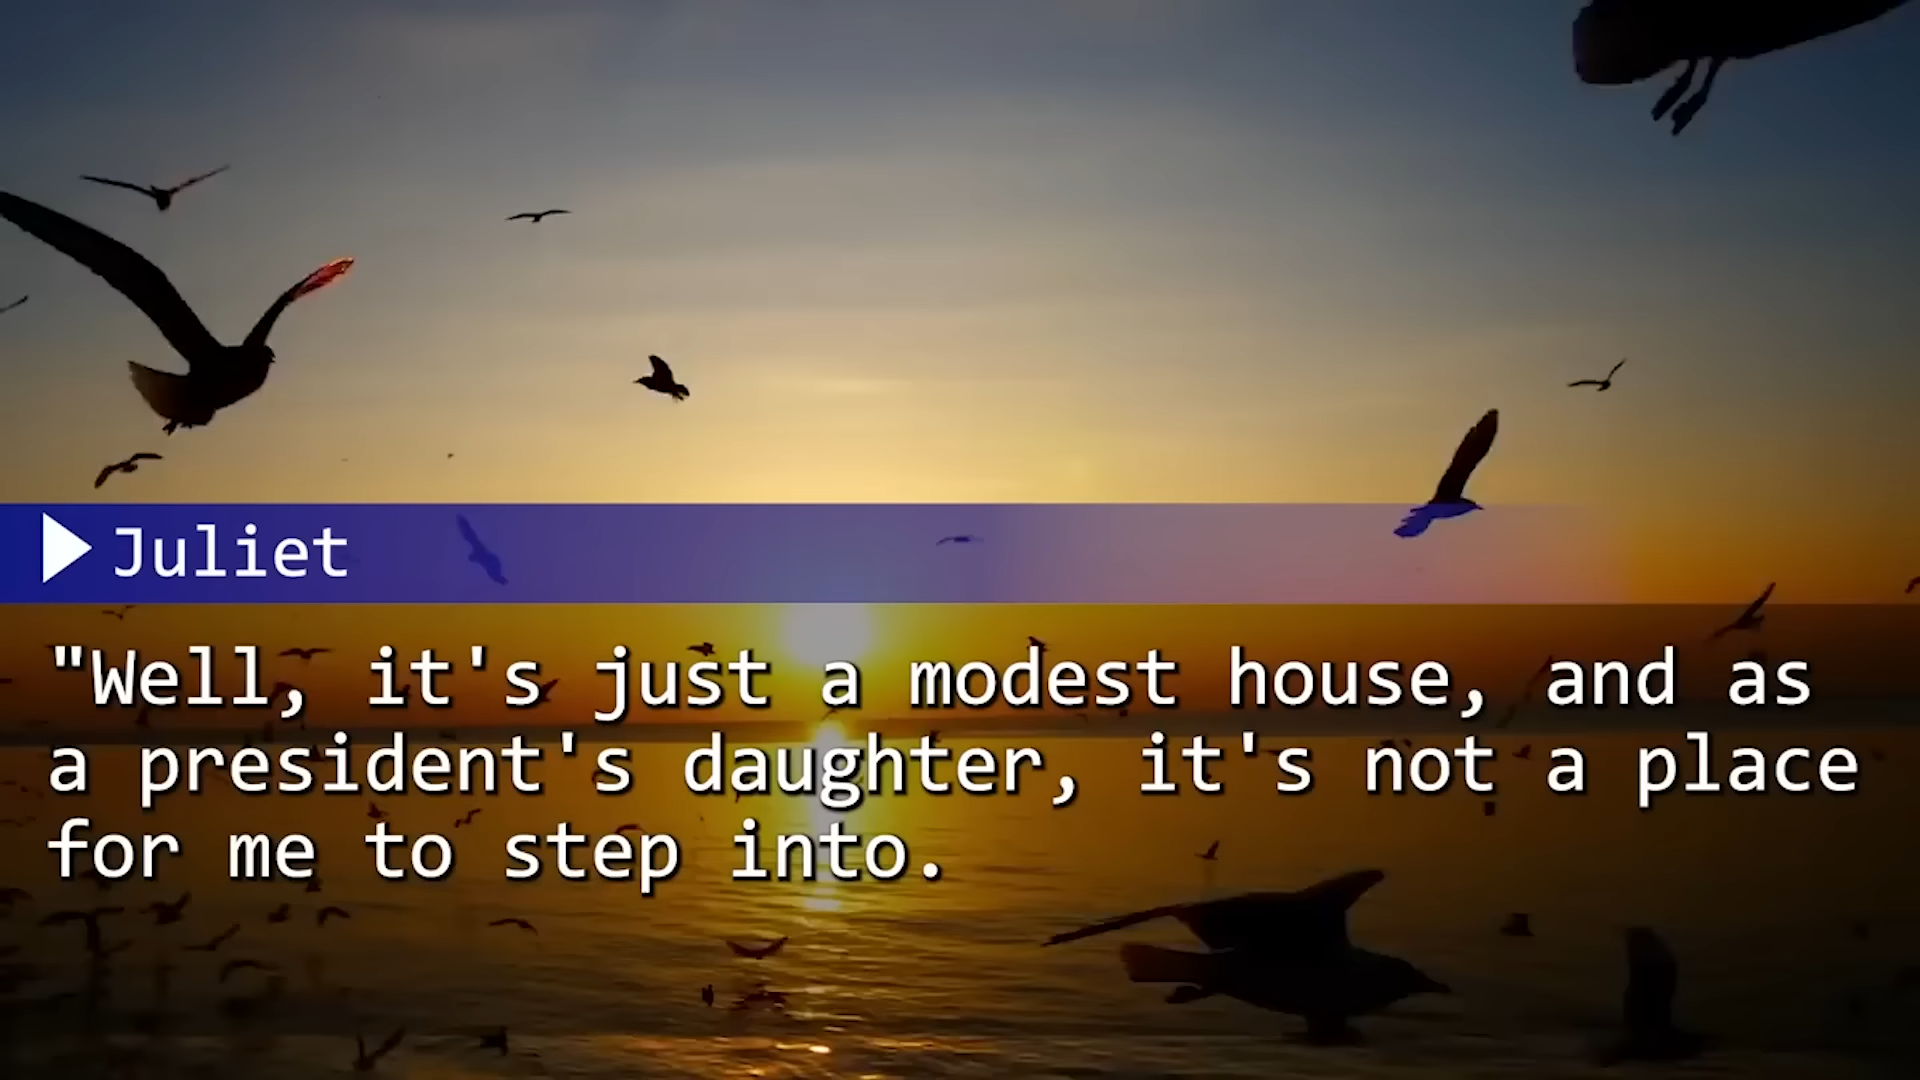 Juliet
"Well, it's just a modest house, and as
a president's daughter, it's not a place
for me to step into.